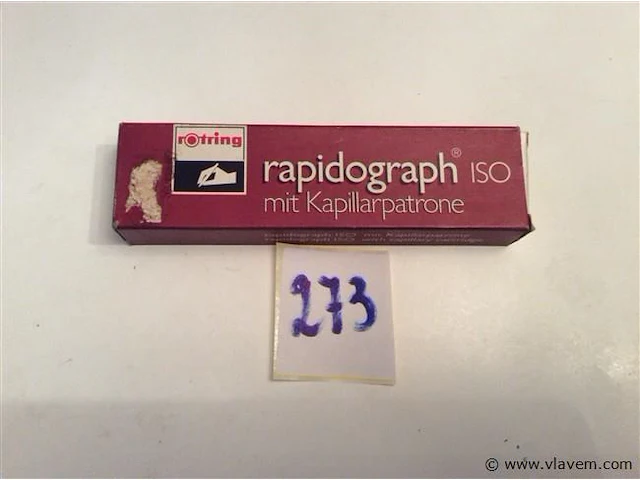 rotring
rapidograph® ISO
mit Kapillarpatrone
273
© www.vlavem.com